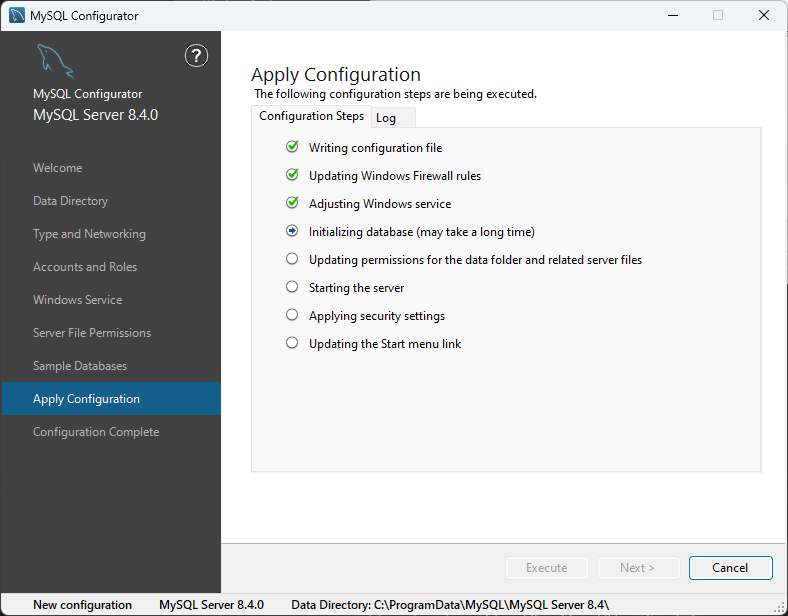 MySQL Configurator
?
MySQL Configurator
MySQL Server 8.4.0
Welcome
Data Directory
Type and Networking
Accounts and Roles
Windows Service
Server File Permissions
Sample Databases
Apply Configuration
Configuration Complete
Apply Configuration
The following configuration steps are being executed.
Configuration Steps Log
Writing configuration file
Updating Windows Firewall rules
Adjusting Windows service
Initializing database (may take a long time)
Updating permissions for the data folder and related server files
Starting the server
Applying security settings
Updating the Start menu link
Execute Next > Cancel
New configuration MySQL Server 8.4.0 Data Directory: C:\ProgramData\MySQL\MySQL Server 8.4\